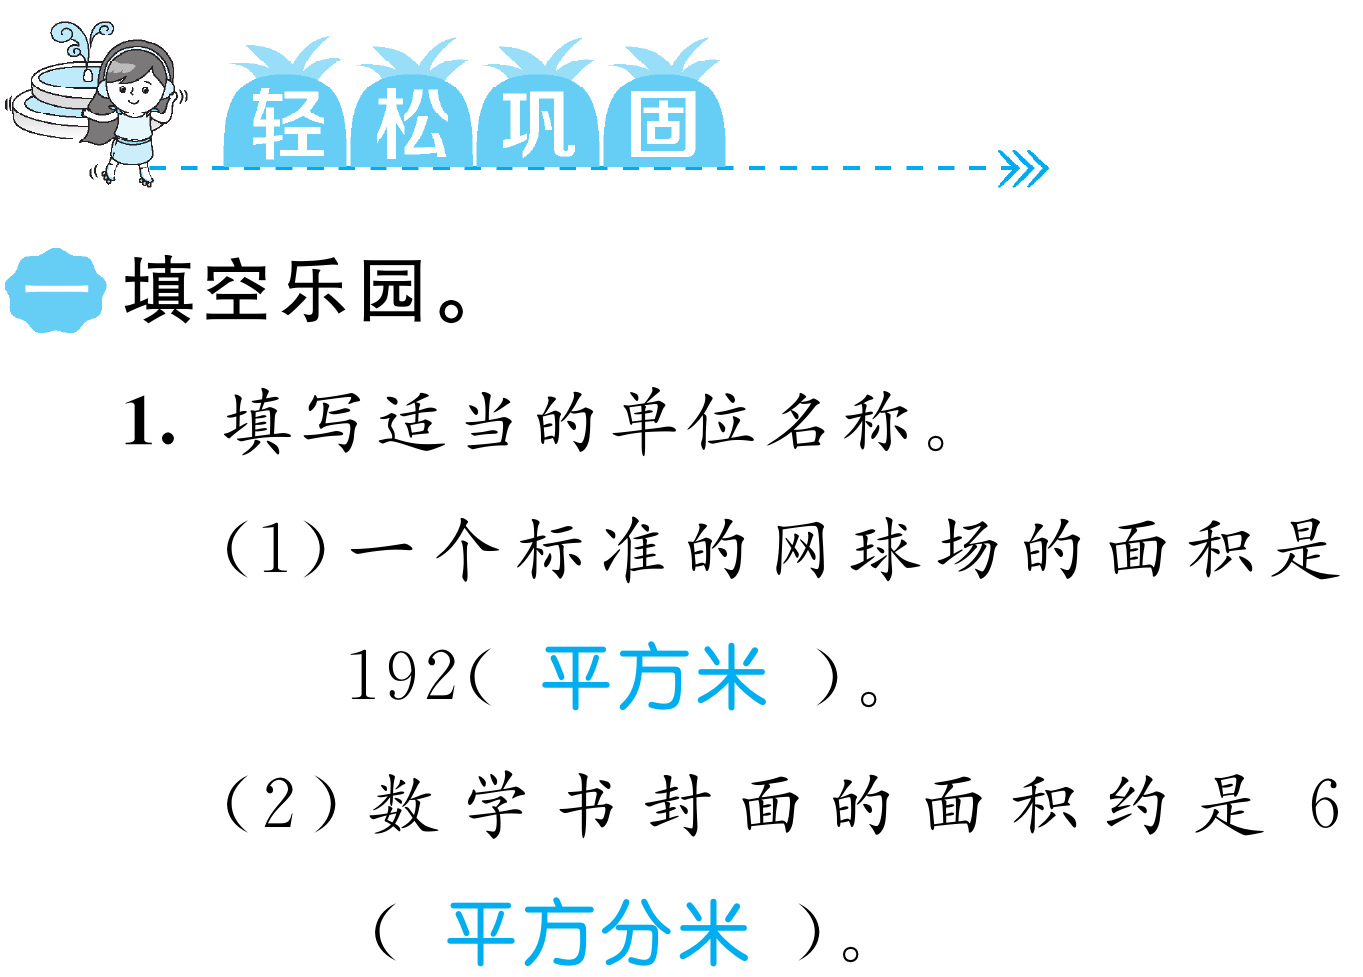 轻松巩固
一 填空乐园。
1. 填写适当的单位名称。
(1)一个标准的网球场的面积是
192( 平方米 )。
(2)数学书封面的面积约是 6
( 平方分米 )。